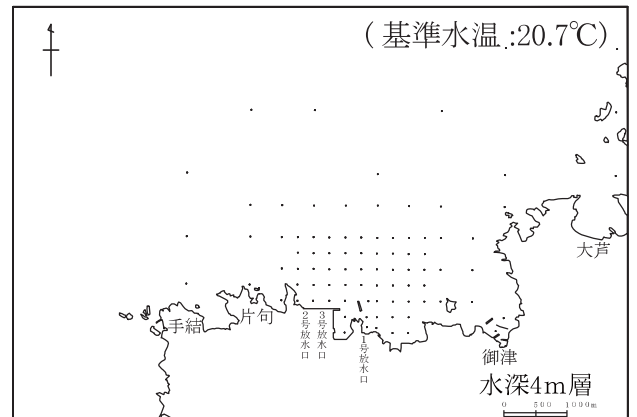 (基準水温:20.7℃)
大芦
片句
手結
2号放水口
3号放水口
1号放水口
御津
水深4m層
0 500 1000m